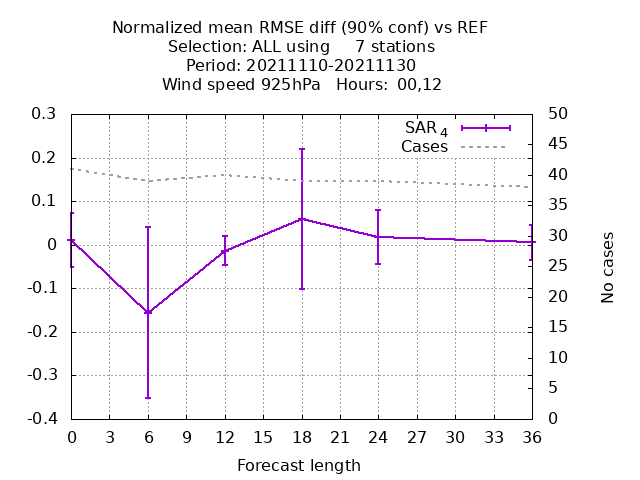 Normalized mean RMSE diff (90% conf) vs REF
Selection: ALL using     7 stations
Period: 20211110-20211130
Wind speed 925hPa   Hours: 00,12
0.3
0.2
0.1
0
-0.1
-0.2
-0.3
-0.4
SAR 4
Cases
50
45
40
35
30
25
20
15
10
5
0
No cases
0 3 6 9 12 15 18 21 24 27 30 33 36
Forecast length